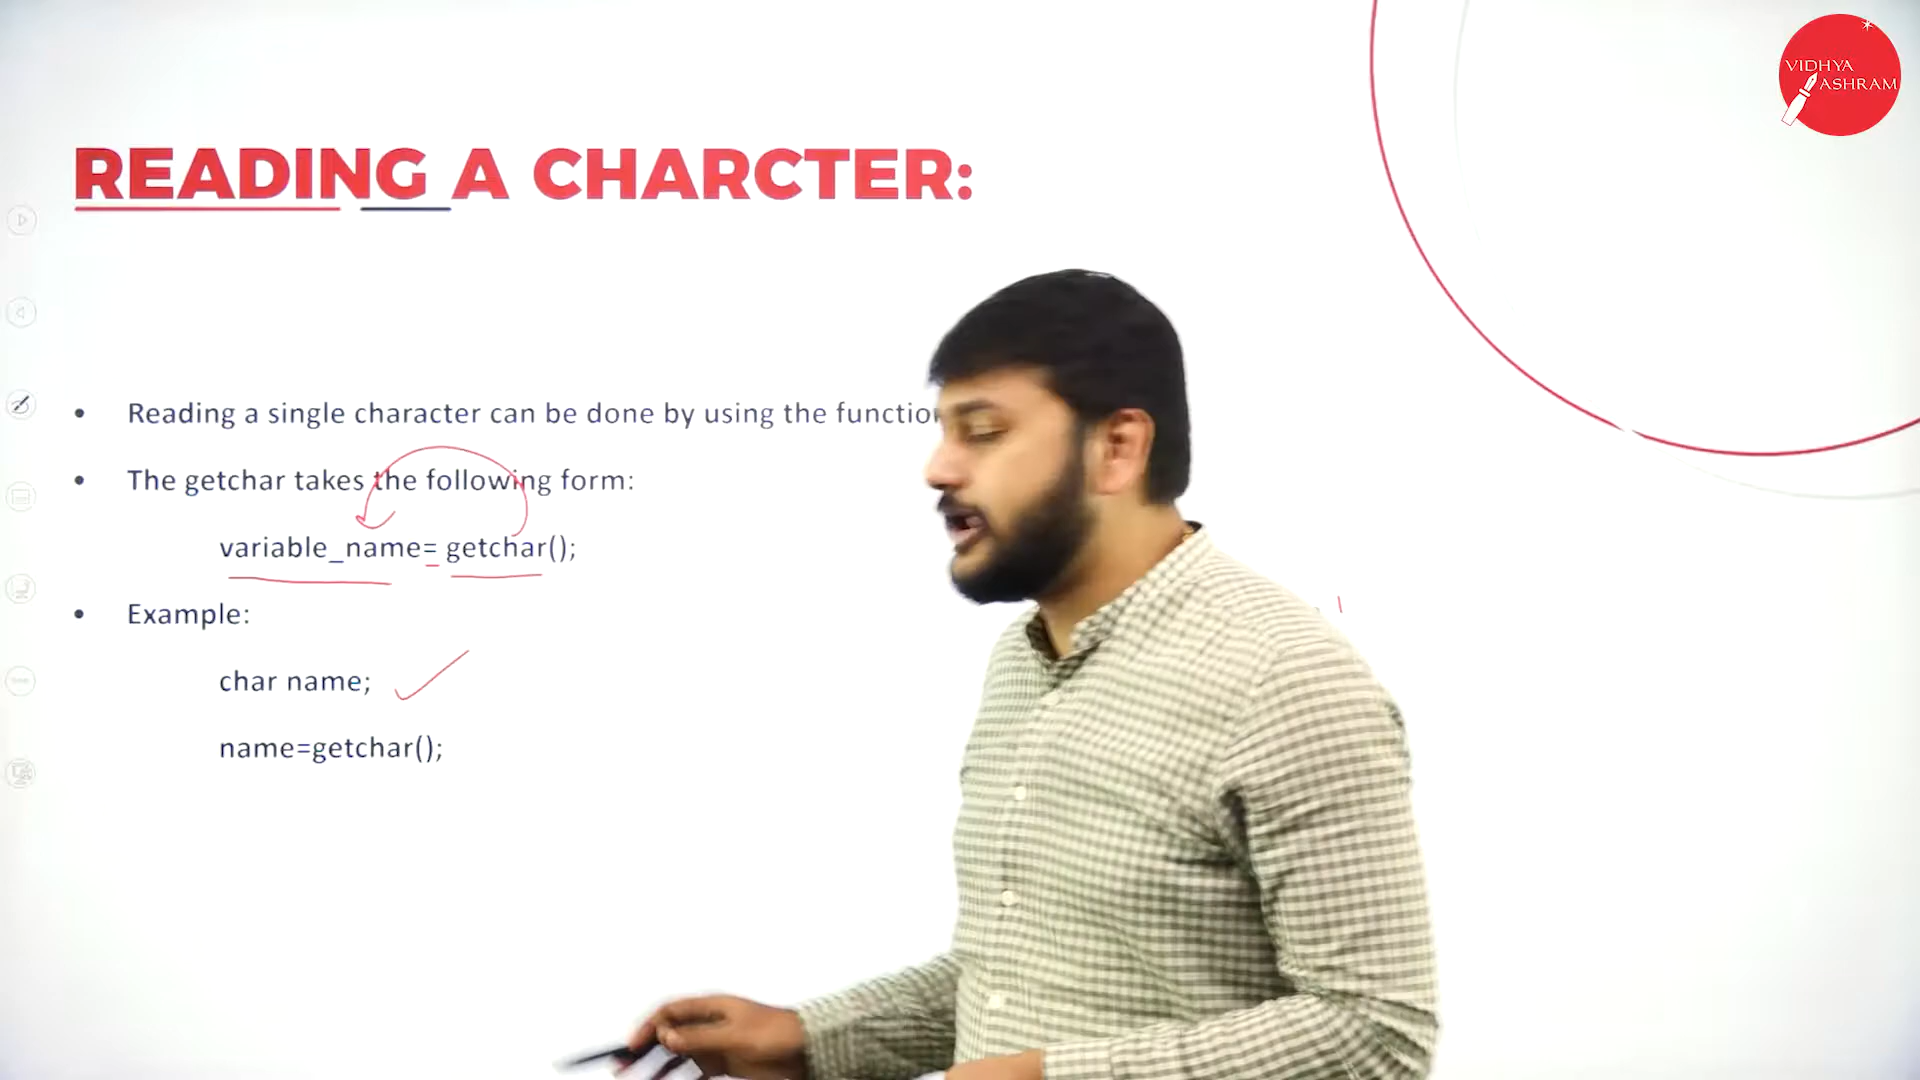 VIDHYA
ASHRAM
READING A CHARCTER:
• Reading a single character can be done by using the
• The getchar takes the following form:
variable_name= getchar();
• Example:
char name;
name=getchar();